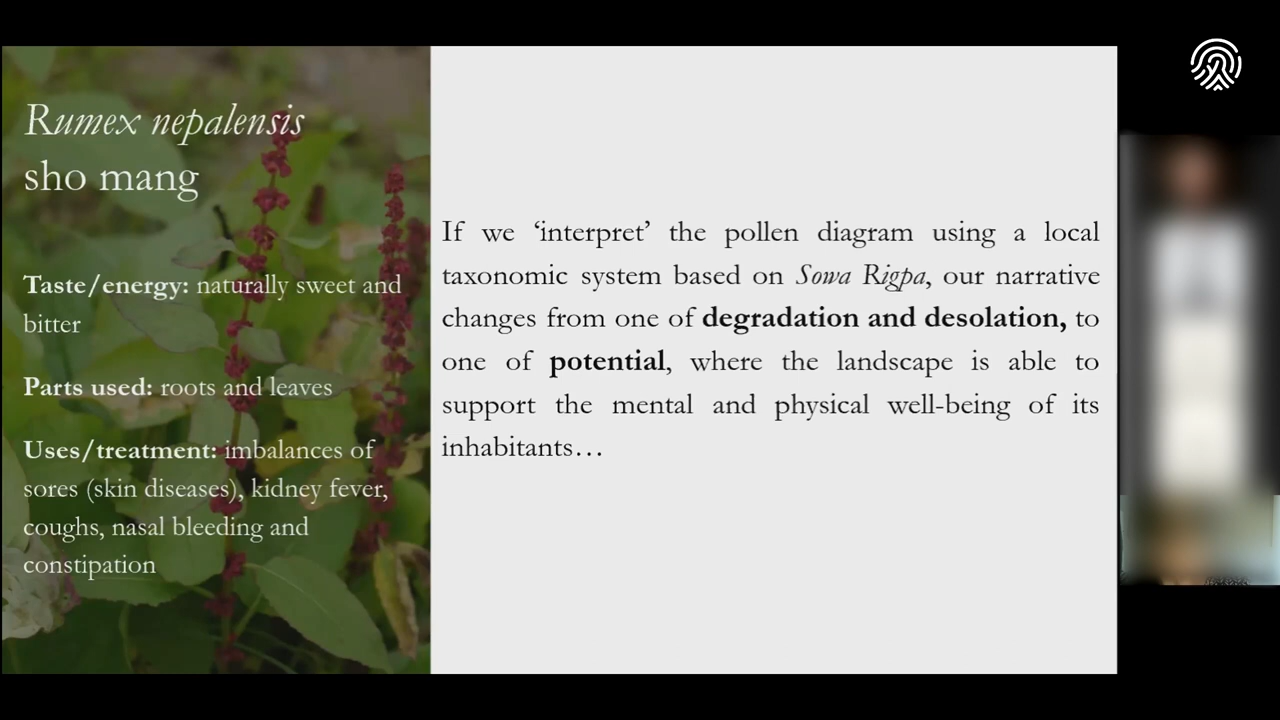 Rumex nepalensis
sho mang
Taste/energy: naturally sweet and
bitter
Parts used: roots and leaves
Uses/treatment: imbalances of
sores (skin diseases), kidney fever,
coughs, nasal bleeding and
constipation
If we ‘interpret’ the pollen diagram using a local
taxonomic system based on Sowa Rigpa, our narrative
changes from one of degradation and desolation, to
one of potential, where the landscape is able to
support the mental and physical well-being of its
inhabitants…